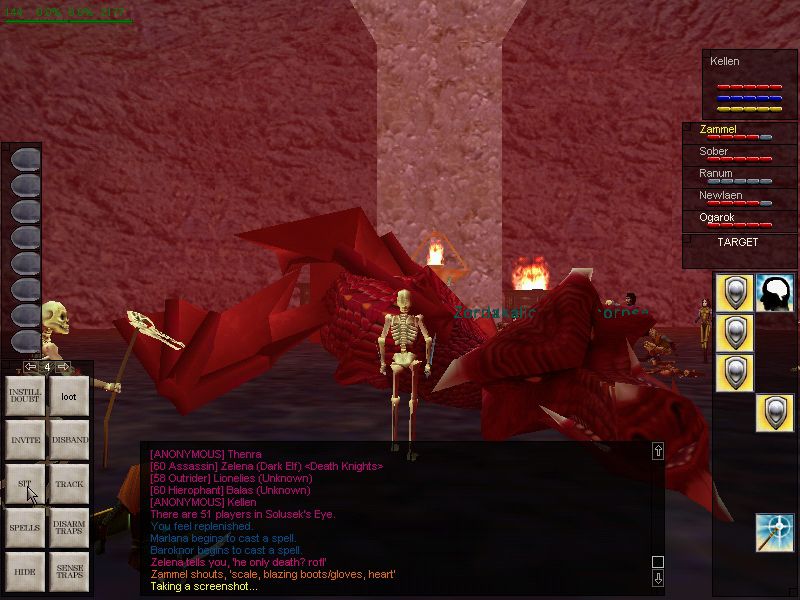 Kellen
Zammel
Sober
Ranum
Newlaen
Ogarok
TARGET
4
INSTILL DOUBT
loot
INVITE
DISBAND
SIT
TRACK
SPELLS
DISARM TRAPS
HIDE
SENSE TRAPS
[ANONYMOUS] Thenra
[60 Assassin] Zelena (Dark Elf) <Death Knights>
[58 Outrider] Lionelies (Unknown)
[60 Hierophant] Balas (Unknown)
[ANONYMOUS] Kellen
There are 51 players in Solusek's Eye.
You feel replenished.
Marlana begins to cast a spell.
Baroknor begins to cast a spell.
Zelena tells you, 'he only death? rofl'
Zammel shouts, 'scale, blazing boots/gloves, heart'
Taking a screenshot...